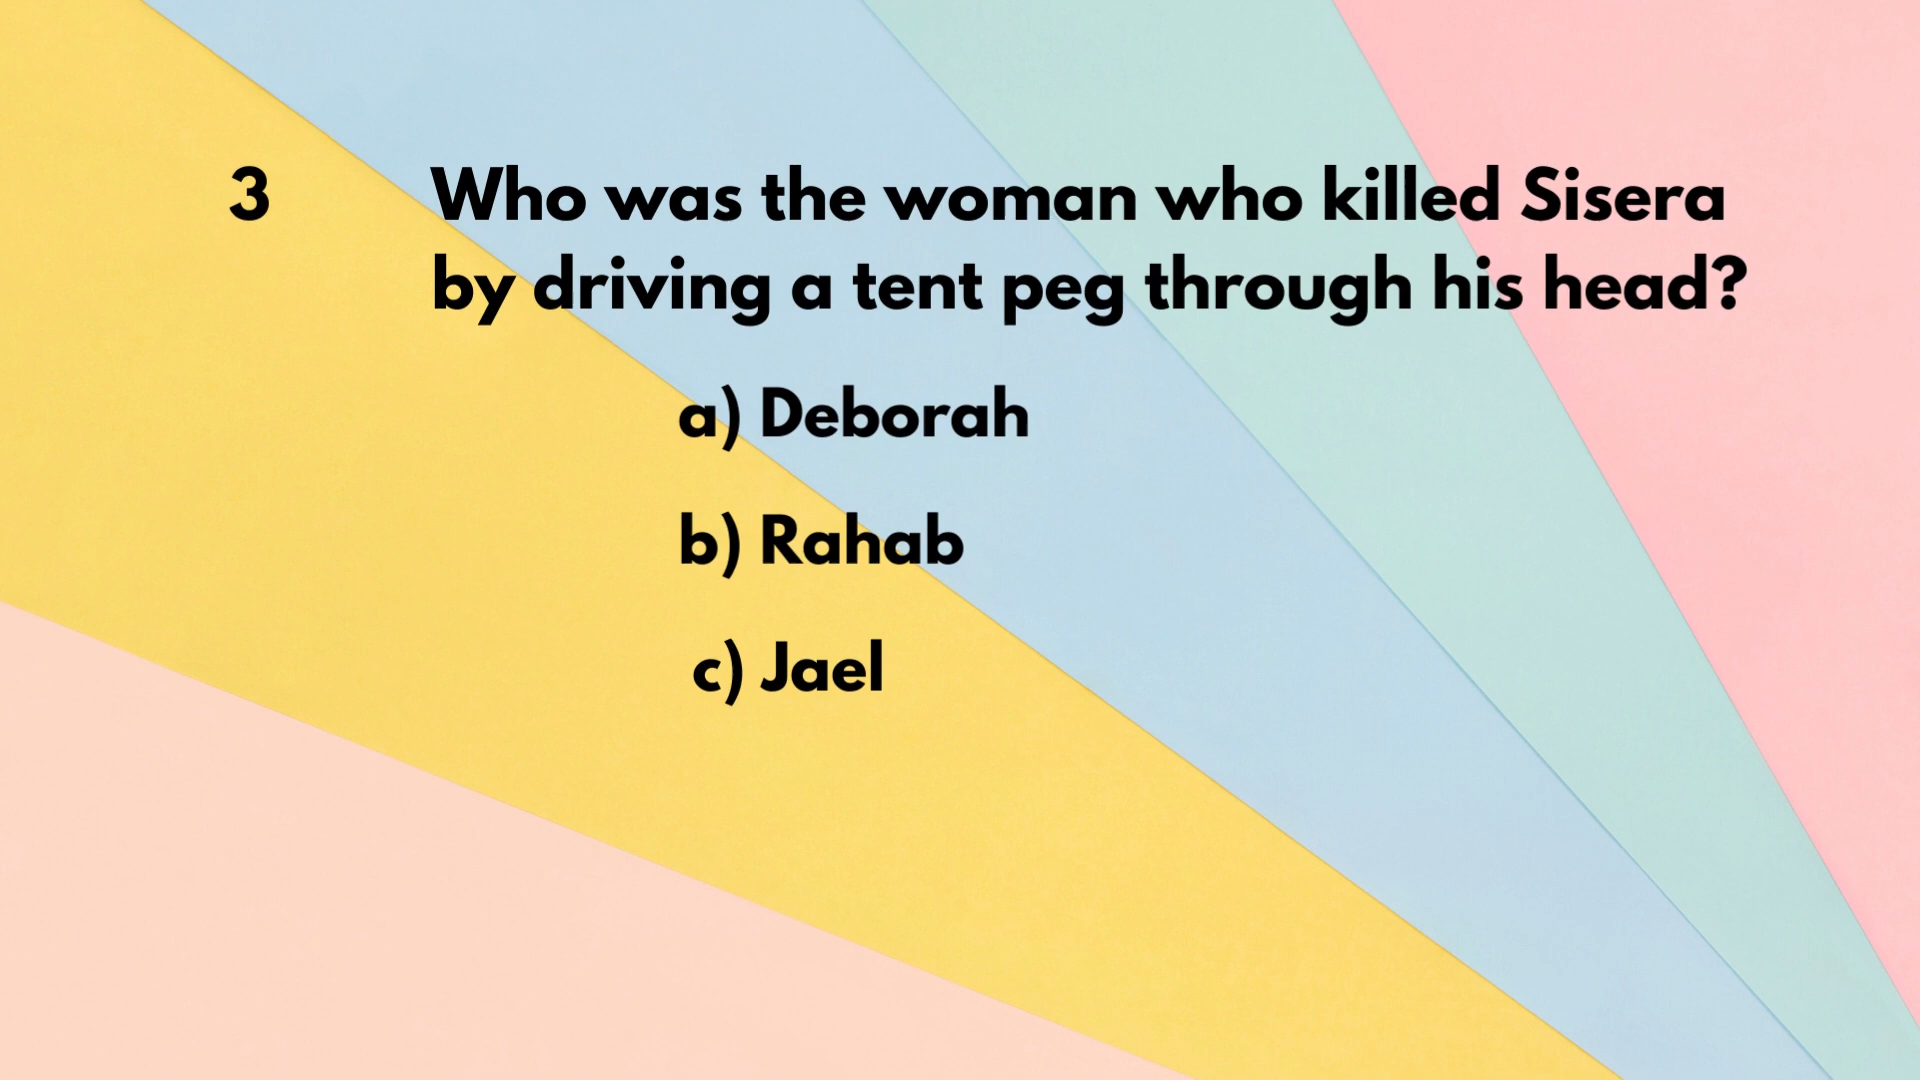 3 Who was the woman who killed Sisera
by driving a tent peg through his head?
a) Deborah
b) Rahab
c) Jael